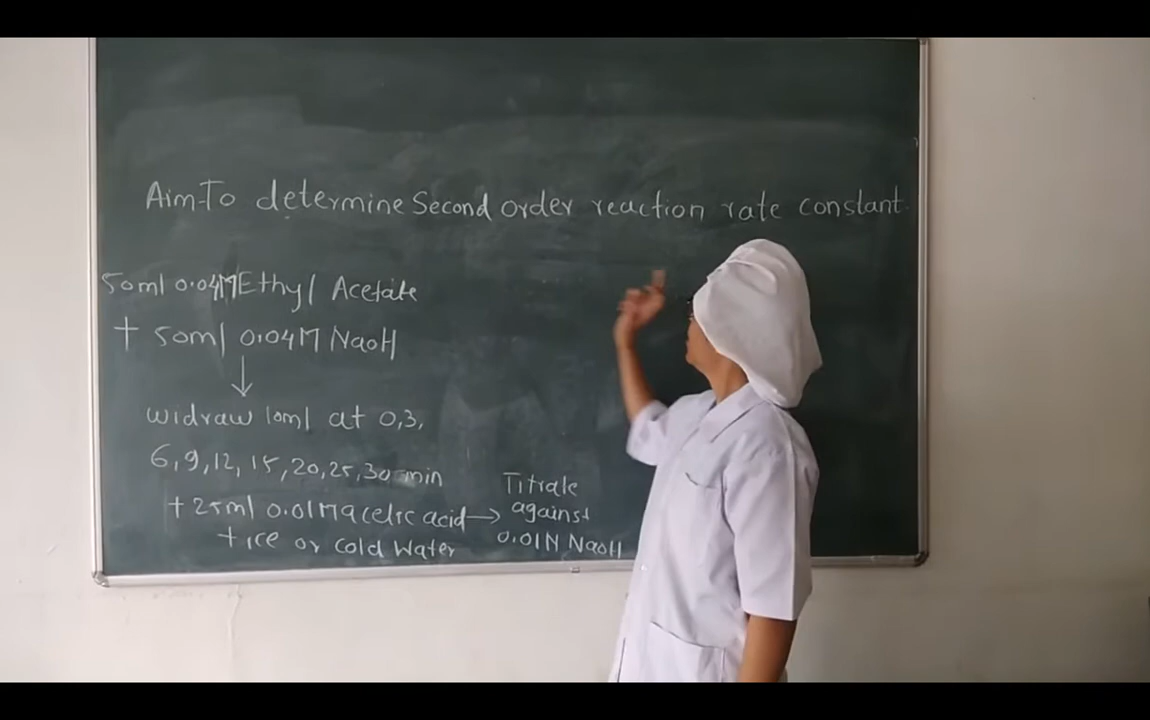 Aim-To determine Second order reaction rate constant.
50ml 0.04M Ethyl Acetate
+ 50ml 0.04M NaoH
↓
widraw 10ml at 0,3,
6,9,12,15,20,25,30 min
+ 25ml 0.01M acetic acid →
+ ice or cold Water
Titrate
against
0.01N NaoH